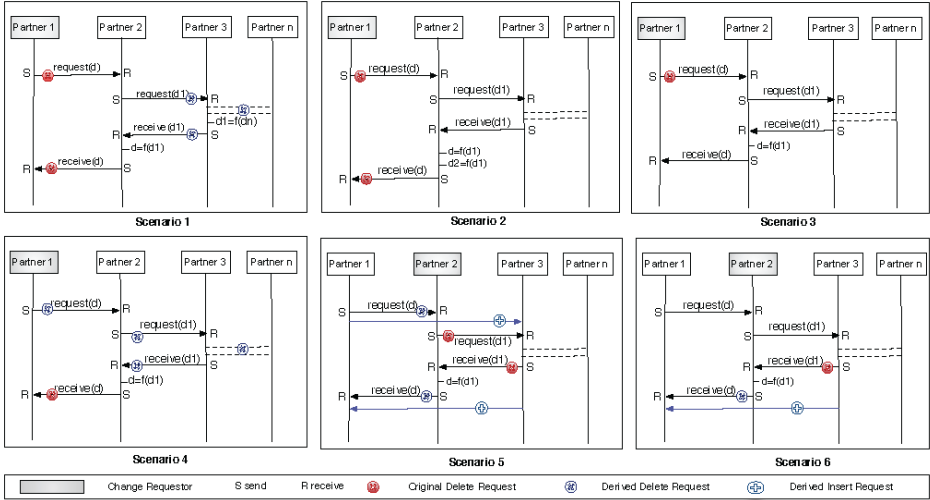 Partner 1 Partner 2 Partner 3 Partner n
S request(d) R
S request(d1) R
d1=f(dn)
R receive(d1) S
d=f(d1)
R receive(d) S
Scenario 1
Partner 1 Partner 2 Partner 3 Partner n
S request(d) R
S request(d1) R
R receive(d1) S
d=f(d1)
d2=f(d1)
R receive(d) S
Scenario 2
Partner 1 Partner 2 Partner 3 Partner n
S request(d) R
S request(d1) R
R receive(d1) S
d=f(d1)
R receive(d) S
Scenario 3
Partner 1 Partner 2 Partner 3 Partner n
S request(d) R
S request(d1) R
R receive(d1) S
d=f(d1)
R receive(d) S
Scenario 4
Partner 1 Partner 2 Partner 3 Partner n
S request(d) R
S request(d1) R
R receive(d1) S
d=f(d1)
R receive(d) S
Scenario 5
Partner 1 Partner 2 Partner 3 Partner n
S request(d) R
S request(d1) R
R receive(d1) S
d=f(d1)
R receive(d) S
Scenario 6
Change Requestor S send R receive Original Delete Request Derived Delete Request Derived Insert Request